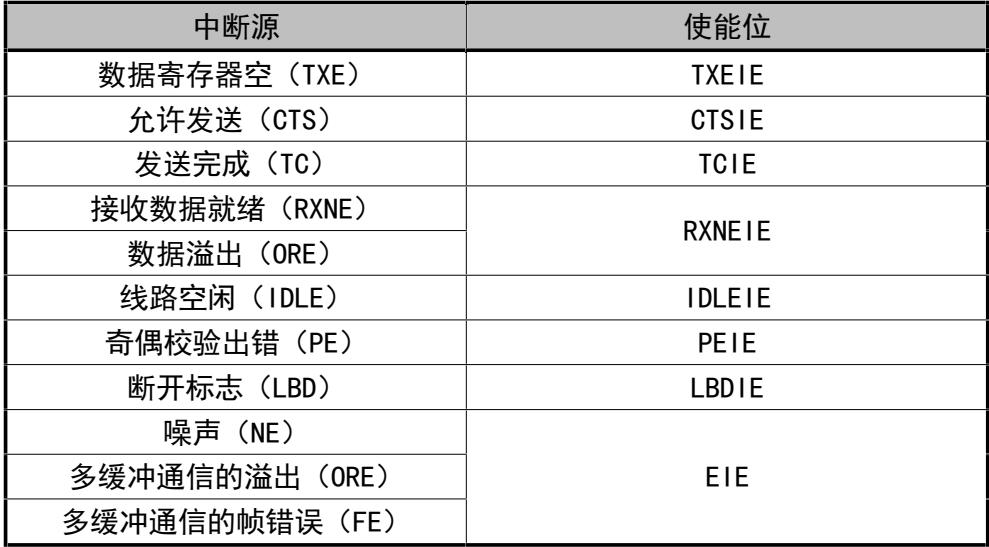 中断源 使能位
数据寄存器空（TXE） TXEIE
允许发送（CTS） CTSIE
发送完成（TC） TCIE
接收数据就绪（RXNE）
RXNEIE
数据溢出（ORE）
线路空闲（IDLE） IDLEIE
奇偶校验出错（PE） PEIE
断开标志（LBD） LBDIE
噪声（NE）
多缓冲通信的溢出（ORE） EIE
多缓冲通信的帧错误（FE）